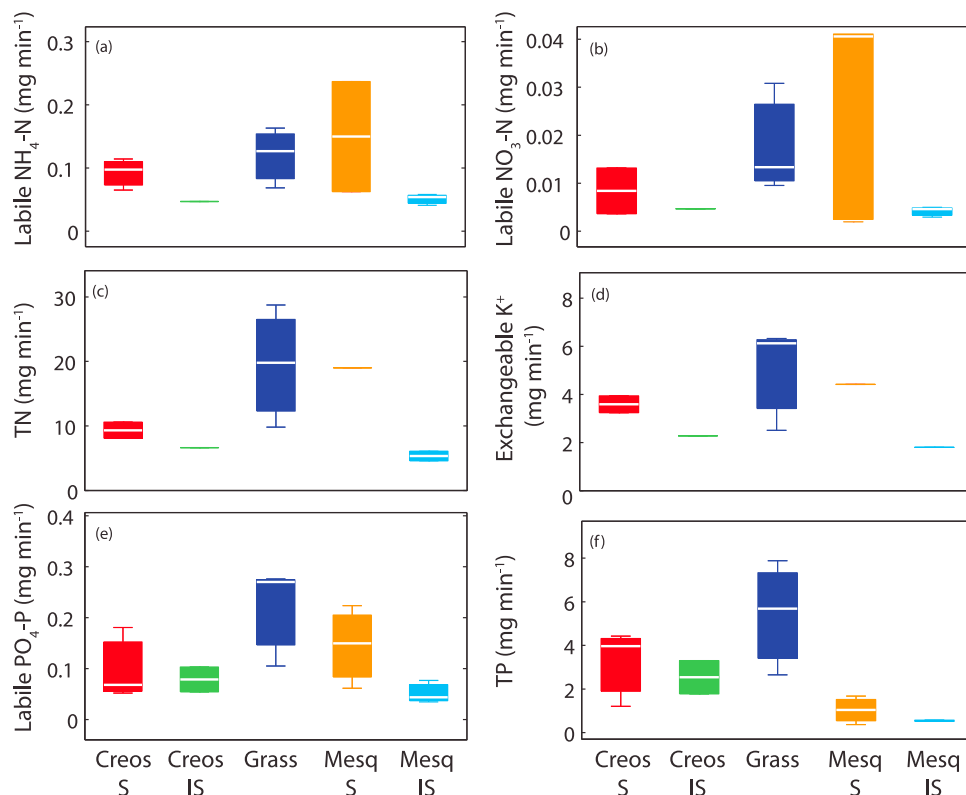 (a)
Labile NH₄-N (mg min⁻¹)
0.3
0.2
0.1
0
(b)
Labile NO₃-N (mg min⁻¹)
0.04
0.03
0.02
0.01
0
(c)
TN (mg min⁻¹)
30
20
10
0
(d)
Exchangeable K⁺
(mg min⁻¹)
8
6
4
2
0
(e)
Labile PO₄-P (mg min⁻¹)
0.4
0.3
0.2
0.1
0
(f)
TP (mg min⁻¹)
8
6
4
2
0
Creos Creos Grass Mesq Mesq
S IS S IS
Creos Creos Grass Mesq Mesq
S IS S IS